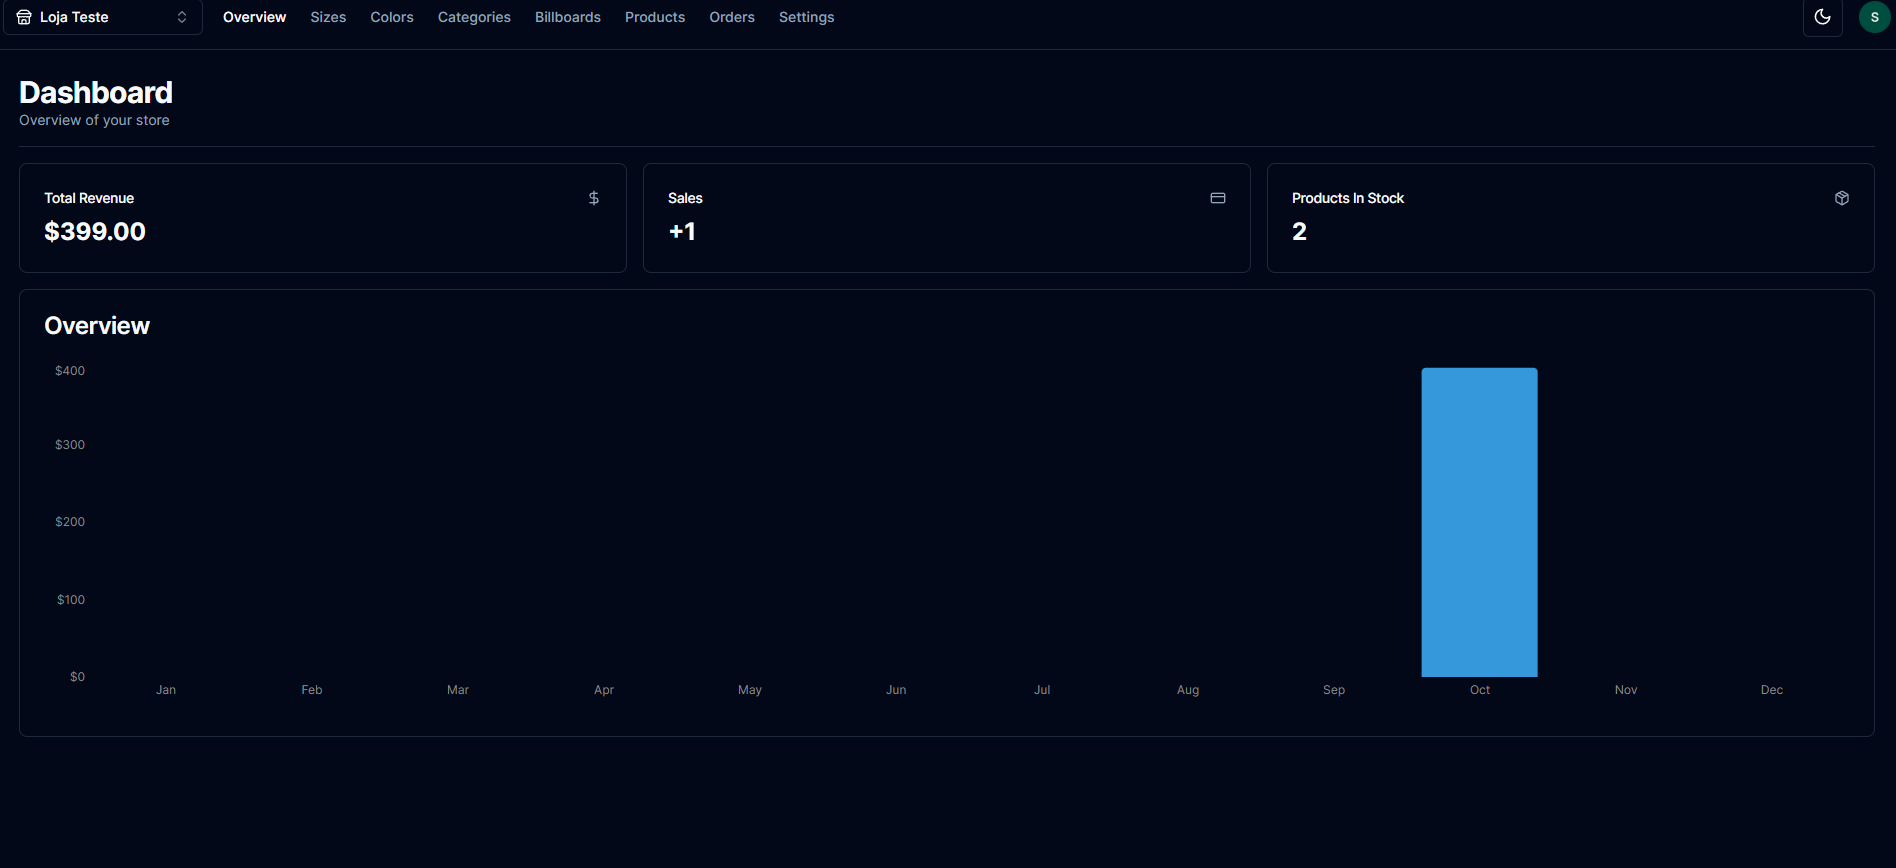 Loja Teste Overview Sizes Colors Categories Billboards Products Orders Settings S
Dashboard
Overview of your store
Total Revenue
$399.00
Sales
+1
Products In Stock
2
Overview
$400
$300
$200
$100
$0
Jan Feb Mar Apr May Jun Jul Aug Sep Oct Nov Dec